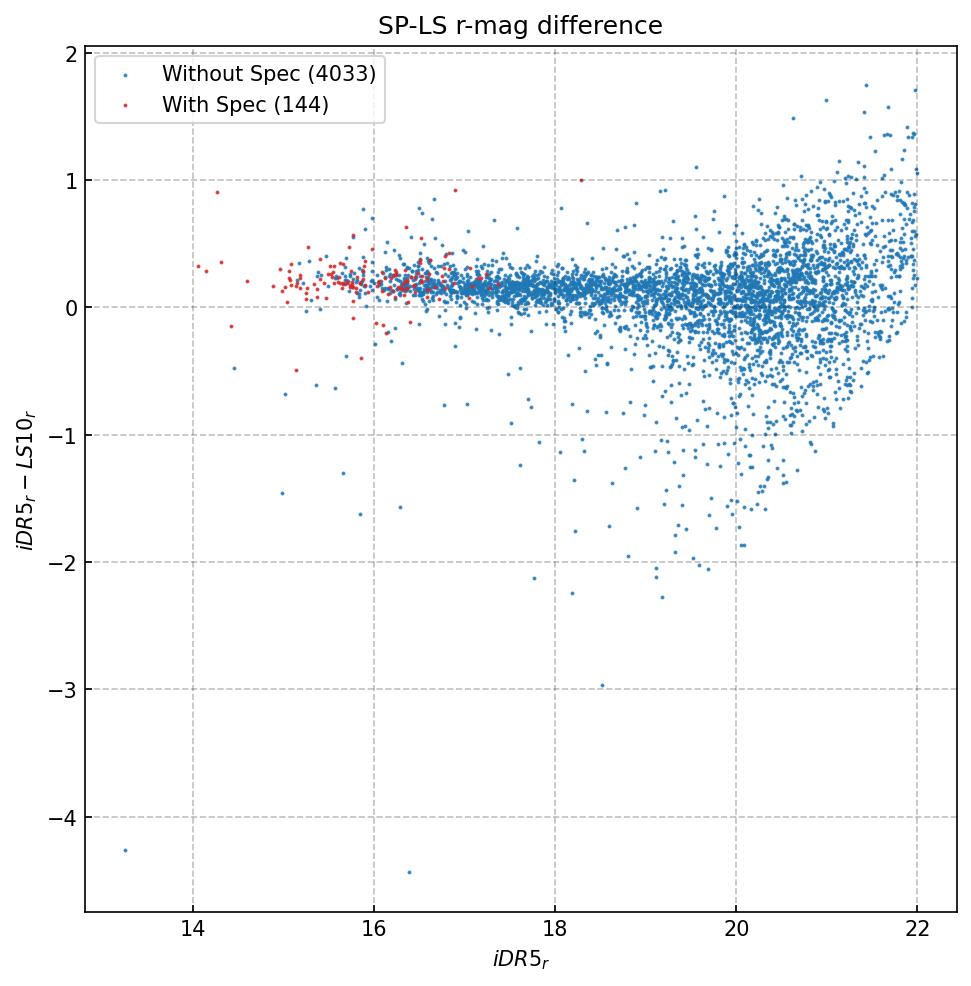 SP-LS r-mag difference
Without Spec (4033)
With Spec (144)
2
1
0
−1
−2
−3
−4
iDR5r − LS10r
14 16 18 20 22
iDR5r